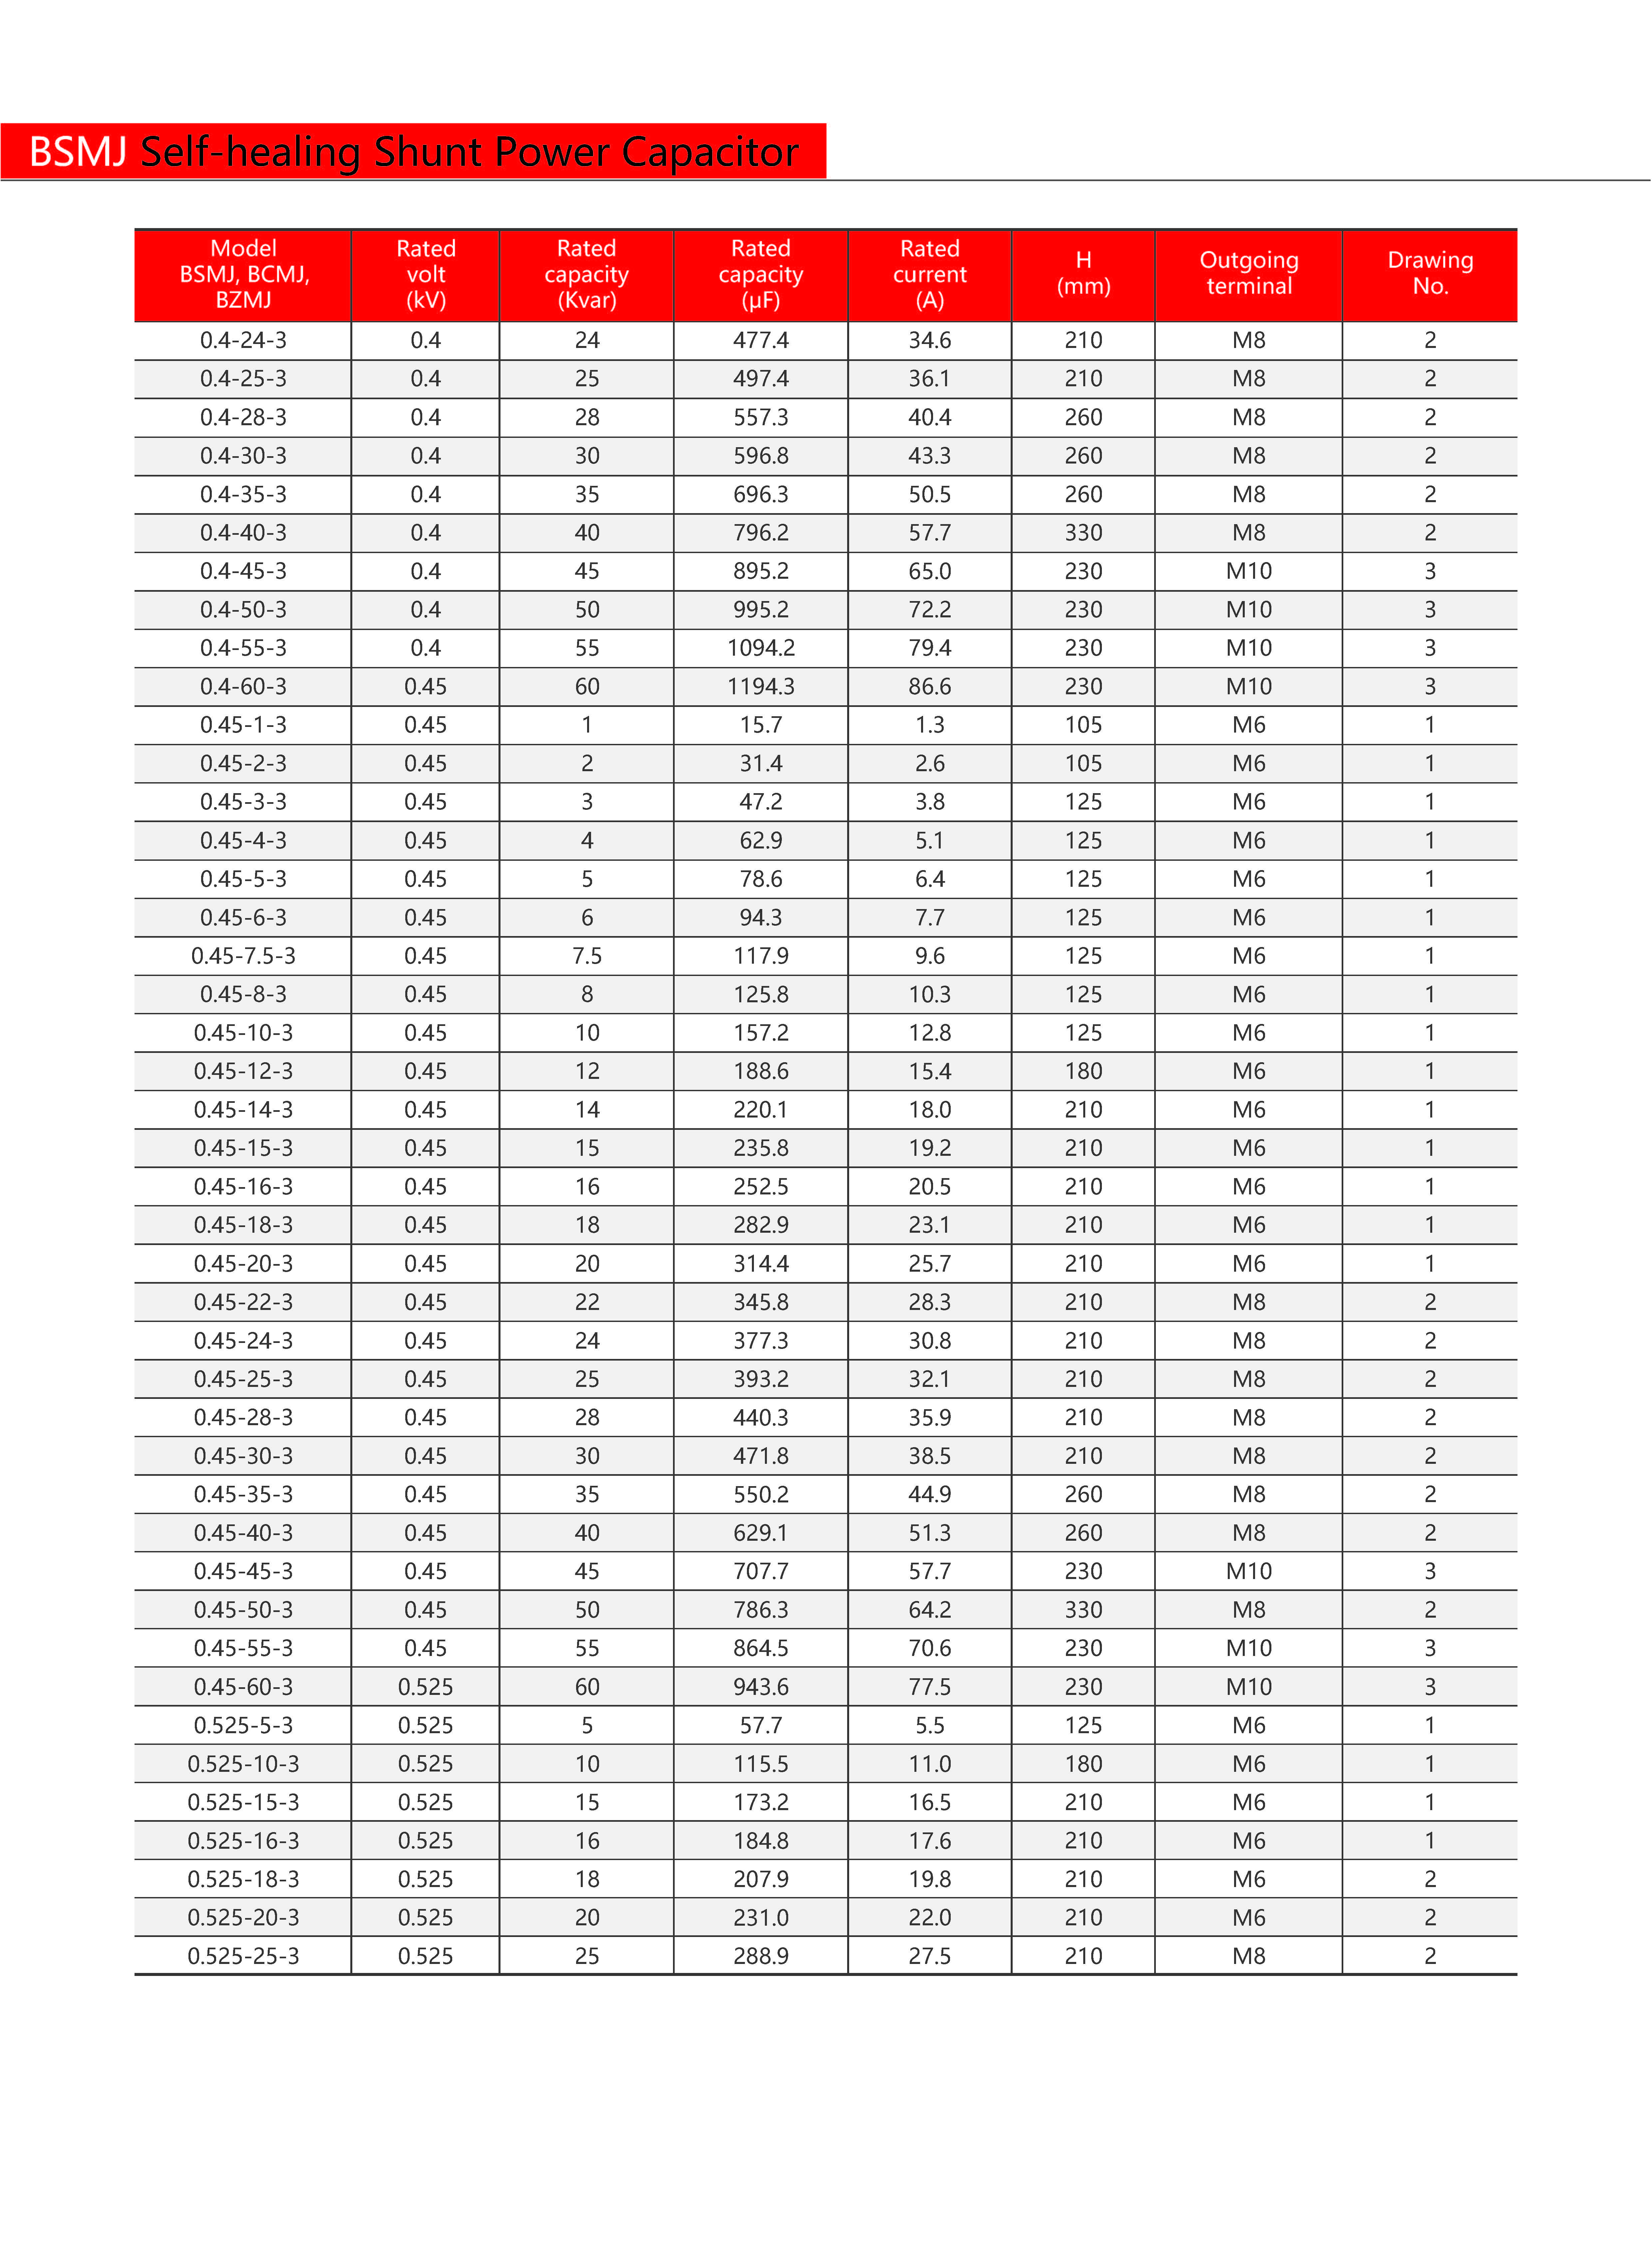 BSMJ Self-healing Shunt Power Capacitor
Model BSMJ, BCMJ, BZMJ Rated volt (kV) Rated capacity (Kvar) Rated capacity (μF) Rated current (A) H (mm) Outgoing terminal Drawing No.
0.4-24-3 0.4 24 477.4 34.6 210 M8 2
0.4-25-3 0.4 25 497.4 36.1 210 M8 2
0.4-28-3 0.4 28 557.3 40.4 260 M8 2
0.4-30-3 0.4 30 596.8 43.3 260 M8 2
0.4-35-3 0.4 35 696.3 50.5 260 M8 2
0.4-40-3 0.4 40 796.2 57.7 330 M8 2
0.4-45-3 0.4 45 895.2 65.0 230 M10 3
0.4-50-3 0.4 50 995.2 72.2 230 M10 3
0.4-55-3 0.4 55 1094.2 79.4 230 M10 3
0.4-60-3 0.45 60 1194.3 86.6 230 M10 3
0.45-1-3 0.45 1 15.7 1.3 105 M6 1
0.45-2-3 0.45 2 31.4 2.6 105 M6 1
0.45-3-3 0.45 3 47.2 3.8 125 M6 1
0.45-4-3 0.45 4 62.9 5.1 125 M6 1
0.45-5-3 0.45 5 78.6 6.4 125 M6 1
0.45-6-3 0.45 6 94.3 7.7 125 M6 1
0.45-7.5-3 0.45 7.5 117.9 9.6 125 M6 1
0.45-8-3 0.45 8 125.8 10.3 125 M6 1
0.45-10-3 0.45 10 157.2 12.8 125 M6 1
0.45-12-3 0.45 12 188.6 15.4 180 M6 1
0.45-14-3 0.45 14 220.1 18.0 210 M6 1
0.45-15-3 0.45 15 235.8 19.2 210 M6 1
0.45-16-3 0.45 16 252.5 20.5 210 M6 1
0.45-18-3 0.45 18 282.9 23.1 210 M6 1
0.45-20-3 0.45 20 314.4 25.7 210 M6 1
0.45-22-3 0.45 22 345.8 28.3 210 M8 2
0.45-24-3 0.45 24 377.3 30.8 210 M8 2
0.45-25-3 0.45 25 393.2 32.1 210 M8 2
0.45-28-3 0.45 28 440.3 35.9 210 M8 2
0.45-30-3 0.45 30 471.8 38.5 210 M8 2
0.45-35-3 0.45 35 550.2 44.9 260 M8 2
0.45-40-3 0.45 40 629.1 51.3 260 M8 2
0.45-45-3 0.45 45 707.7 57.7 230 M10 3
0.45-50-3 0.45 50 786.3 64.2 330 M8 2
0.45-55-3 0.45 55 864.5 70.6 230 M10 3
0.45-60-3 0.525 60 943.6 77.5 230 M10 3
0.525-5-3 0.525 5 57.7 5.5 125 M6 1
0.525-10-3 0.525 10 115.5 11.0 180 M6 1
0.525-15-3 0.525 15 173.2 16.5 210 M6 1
0.525-16-3 0.525 16 184.8 17.6 210 M6 1
0.525-18-3 0.525 18 207.9 19.8 210 M6 2
0.525-20-3 0.525 20 231.0 22.0 210 M6 2
0.525-25-3 0.525 25 288.9 27.5 210 M8 2